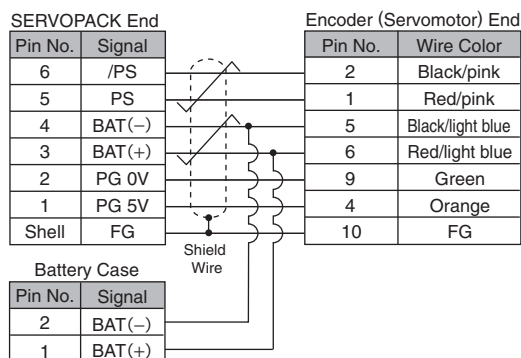 SERVOPACK End
Encoder (Servomotor) End
Pin No. Signal
Pin No. Wire Color
6 /PS
2 Black/pink
5 PS
1 Red/pink
4 BAT(−)
5 Black/light blue
3 BAT(+)
6 Red/light blue
2 PG 0V
9 Green
1 PG 5V
4 Orange
Shell FG
10 FG
Shield
Wire
Battery Case
Pin No. Signal
2 BAT(−)
1 BAT(+)